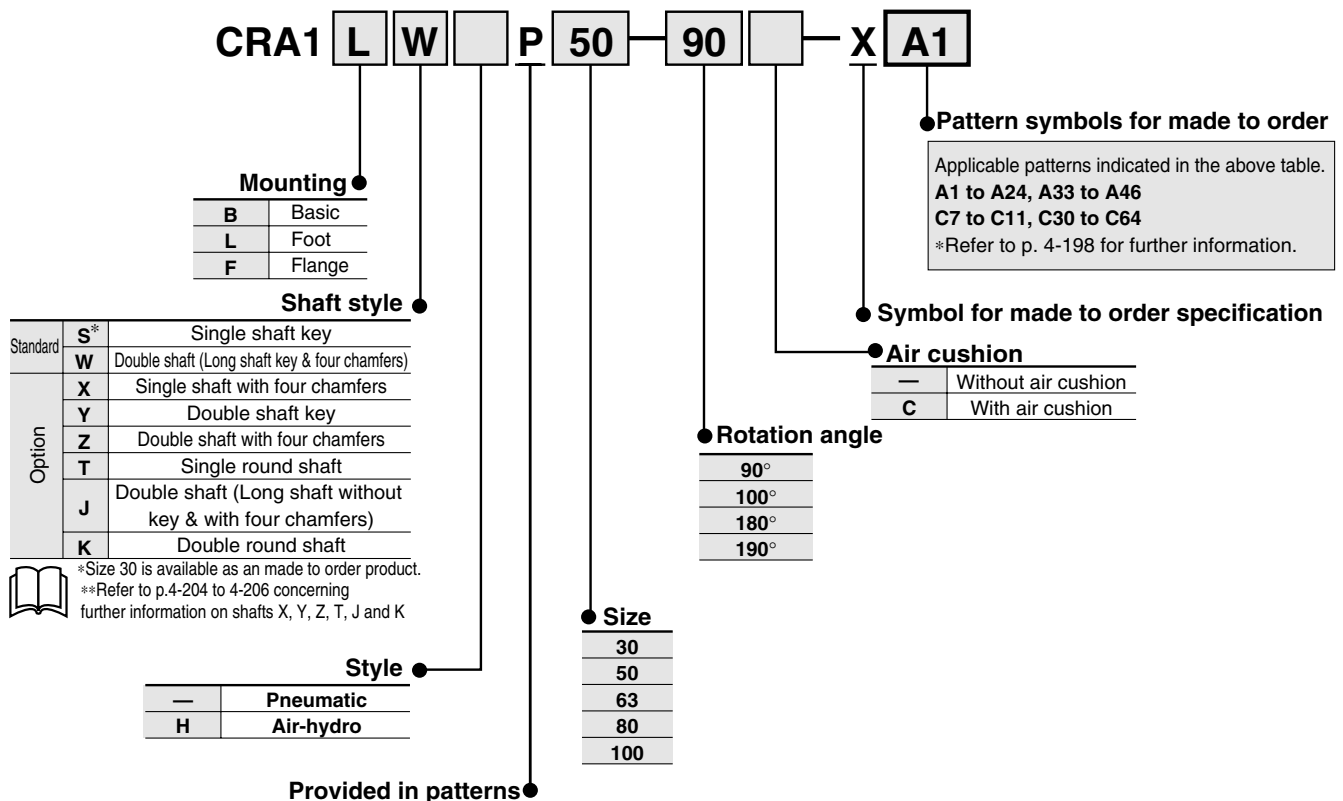 CRA1 L W P 50 — 90 — X A1
Pattern symbols for made to order
Applicable patterns indicated in the above table.
A1 to A24, A33 to A46
C7 to C11, C30 to C64
*Refer to p. 4-198 for further information.
Symbol for made to order specification
Air cushion
— Without air cushion
C With air cushion
Rotation angle
90°
100°
180°
190°
Size
30
50
63
80
100
Mounting
B Basic
L Foot
F Flange
Shaft style
Standard
S* Single shaft key
W Double shaft (Long shaft key & four chamfers)
Option
X Single shaft with four chamfers
Y Double shaft key
Z Double shaft with four chamfers
T Single round shaft
J Double shaft (Long shaft without
key & with four chamfers)
K Double round shaft
*Size 30 is available as an made to order product.
**Refer to p.4-204 to 4-206 concerning
further information on shafts X, Y, Z, T, J and K
Style
— Pneumatic
H Air-hydro
Provided in patterns